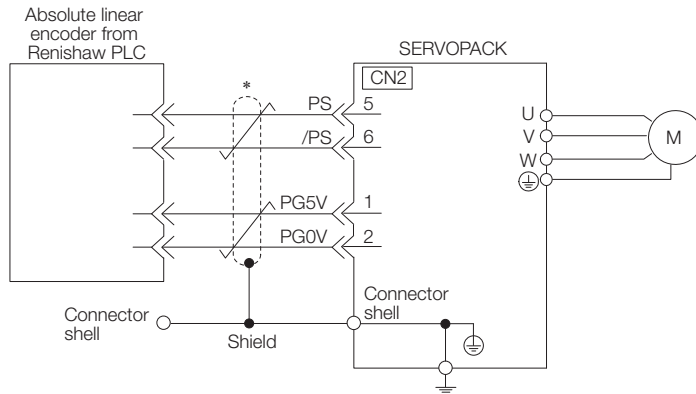 Absolute linear
encoder from
Renishaw PLC
SERVOPACK
*
CN2
PS
5
U
/PS
6
V
M
W
PG5V
1
PG0V
2
Connector
shell
Connector
shell
Shield